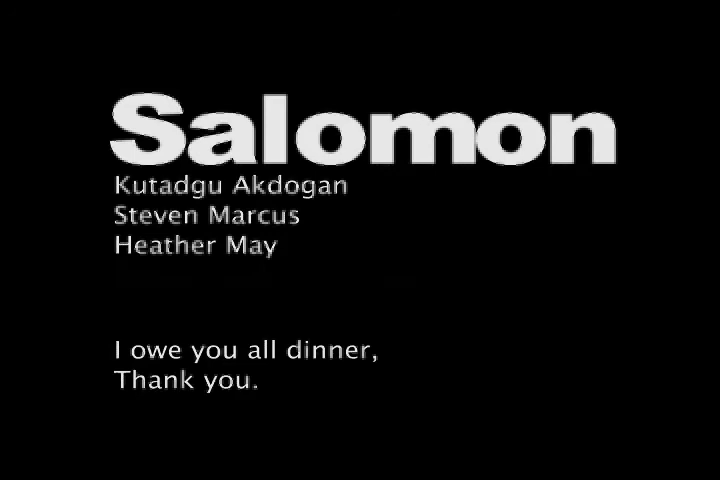 Salomon
Kutadgu Akdogan
Steven Marcus
Heather May
I owe you all dinner,
Thank you.